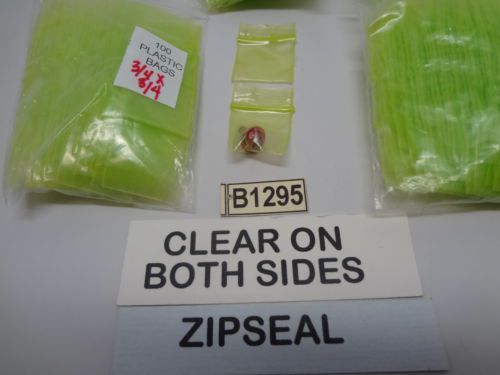 100
PLASTIC
BAGS
3/4 X
3/4
B1295
CLEAR ON
BOTH SIDES
ZIPSEAL